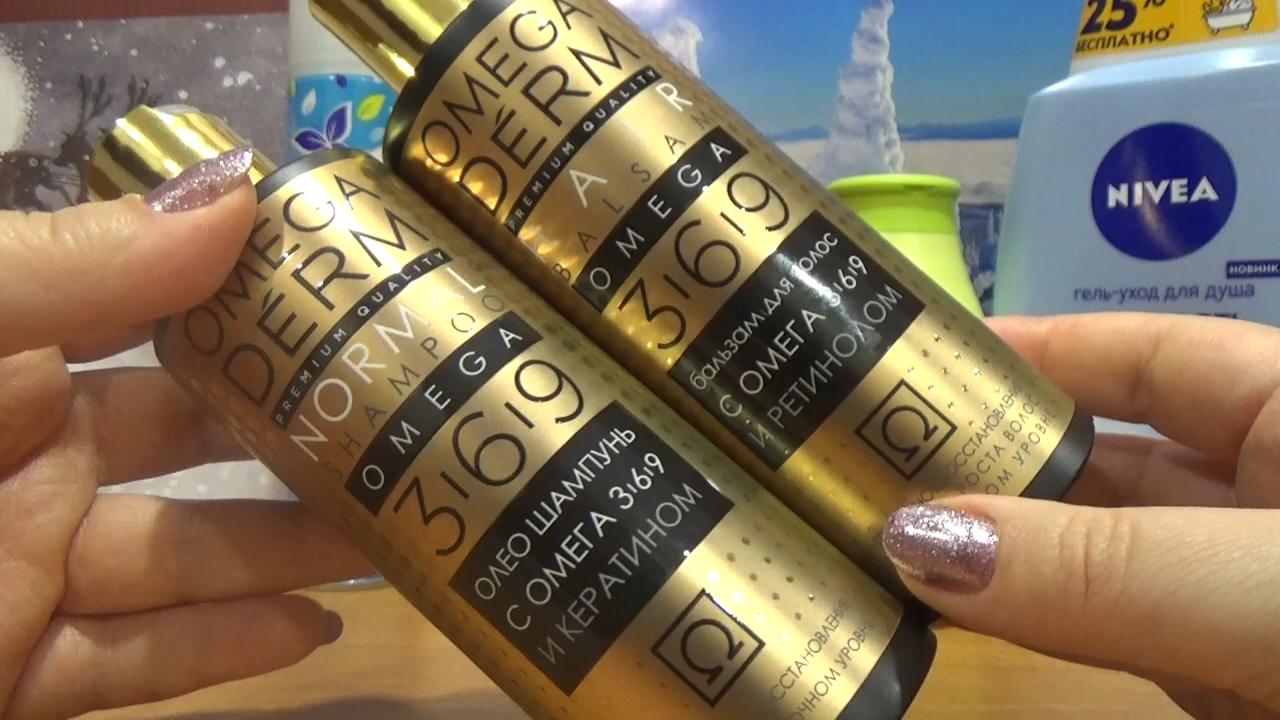 OMEGA
DÉRM
PREMIUM QUALITY
NORMAL
SHAMPOO
OMEGA
3|6|9
ОЛЕО ШАМПУНЬ
С ОМЕГА 3|6|9
И КЕРАТИНОМ
Ω
OMEGA
DÉRM
PREMIUM QUALITY
BALSAM
OMEGA
3|6|9
бальзам для волос
С ОМЕГА 3|6|9
И РЕТИНОЛОМ
Ω
РОСТА ВОЛОС
25%
БЕСПЛАТНО*
NIVEA
НОВИНКА
гель-уход для душа